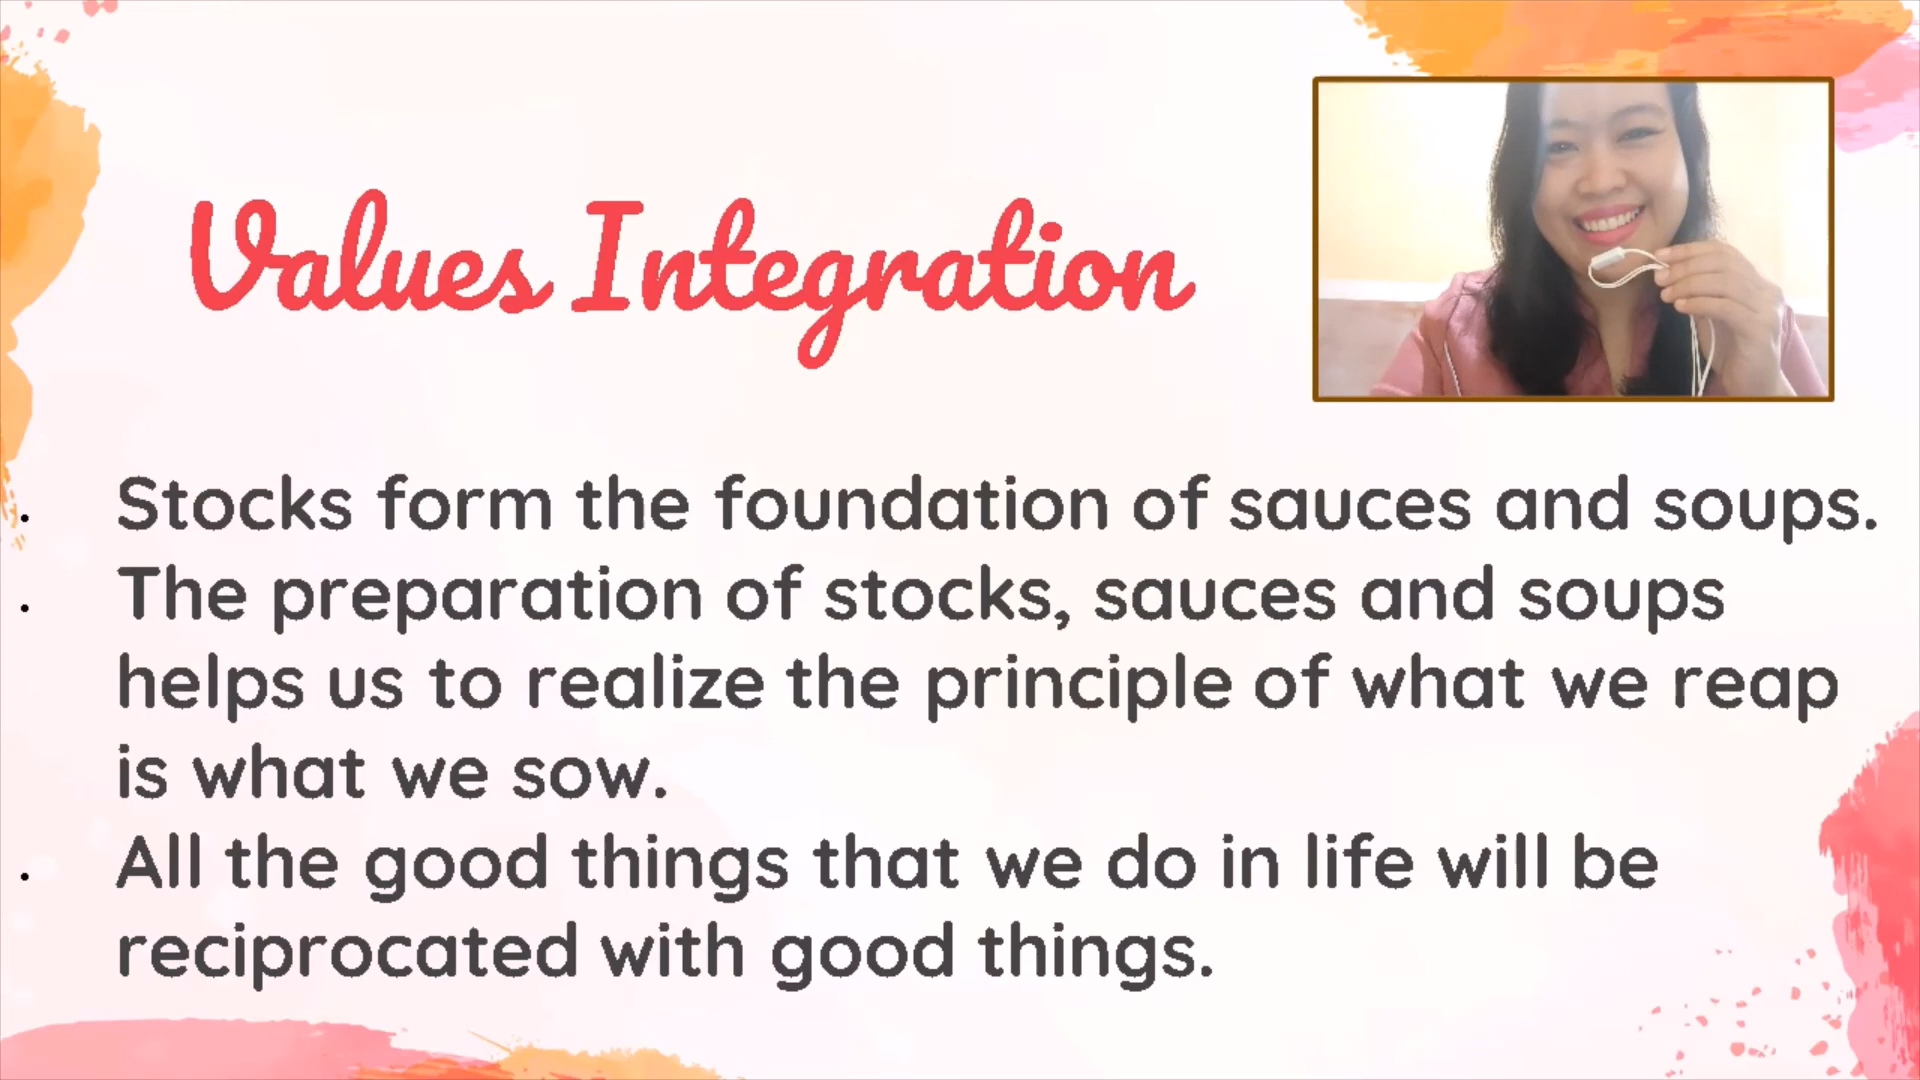 Values Integration
. Stocks form the foundation of sauces and soups.
. The preparation of stocks, sauces and soups
helps us to realize the principle of what we reap
is what we sow.
. All the good things that we do in life will be
reciprocated with good things.